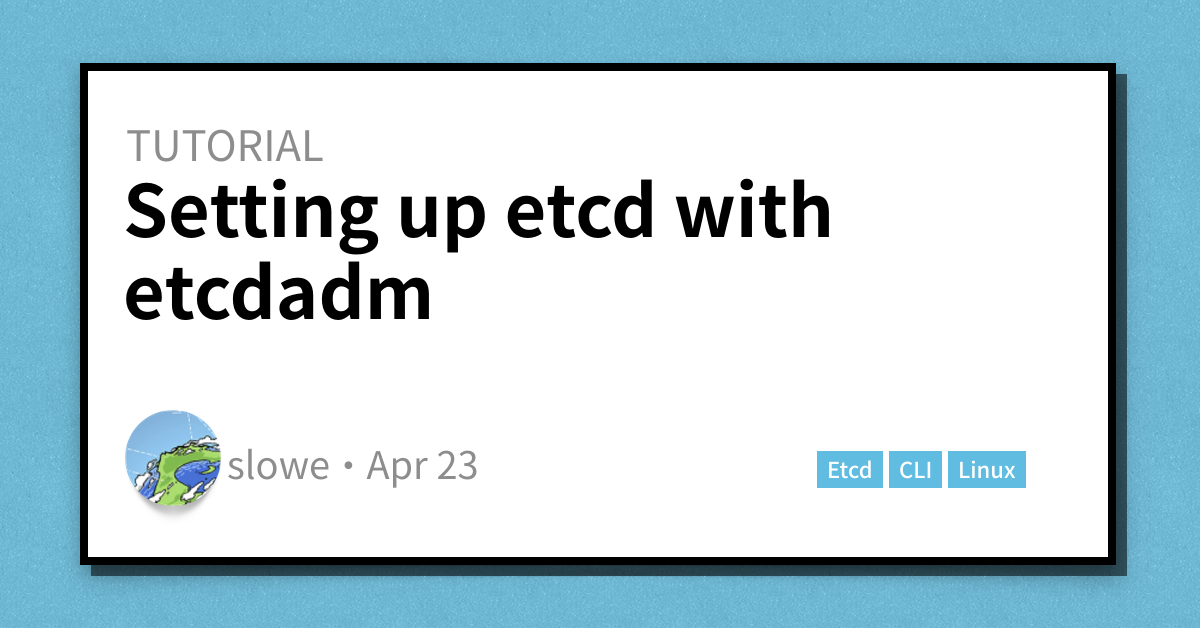 TUTORIAL
Setting up etcd with
etcdadm
slowe • Apr 23
Etcd CLI Linux